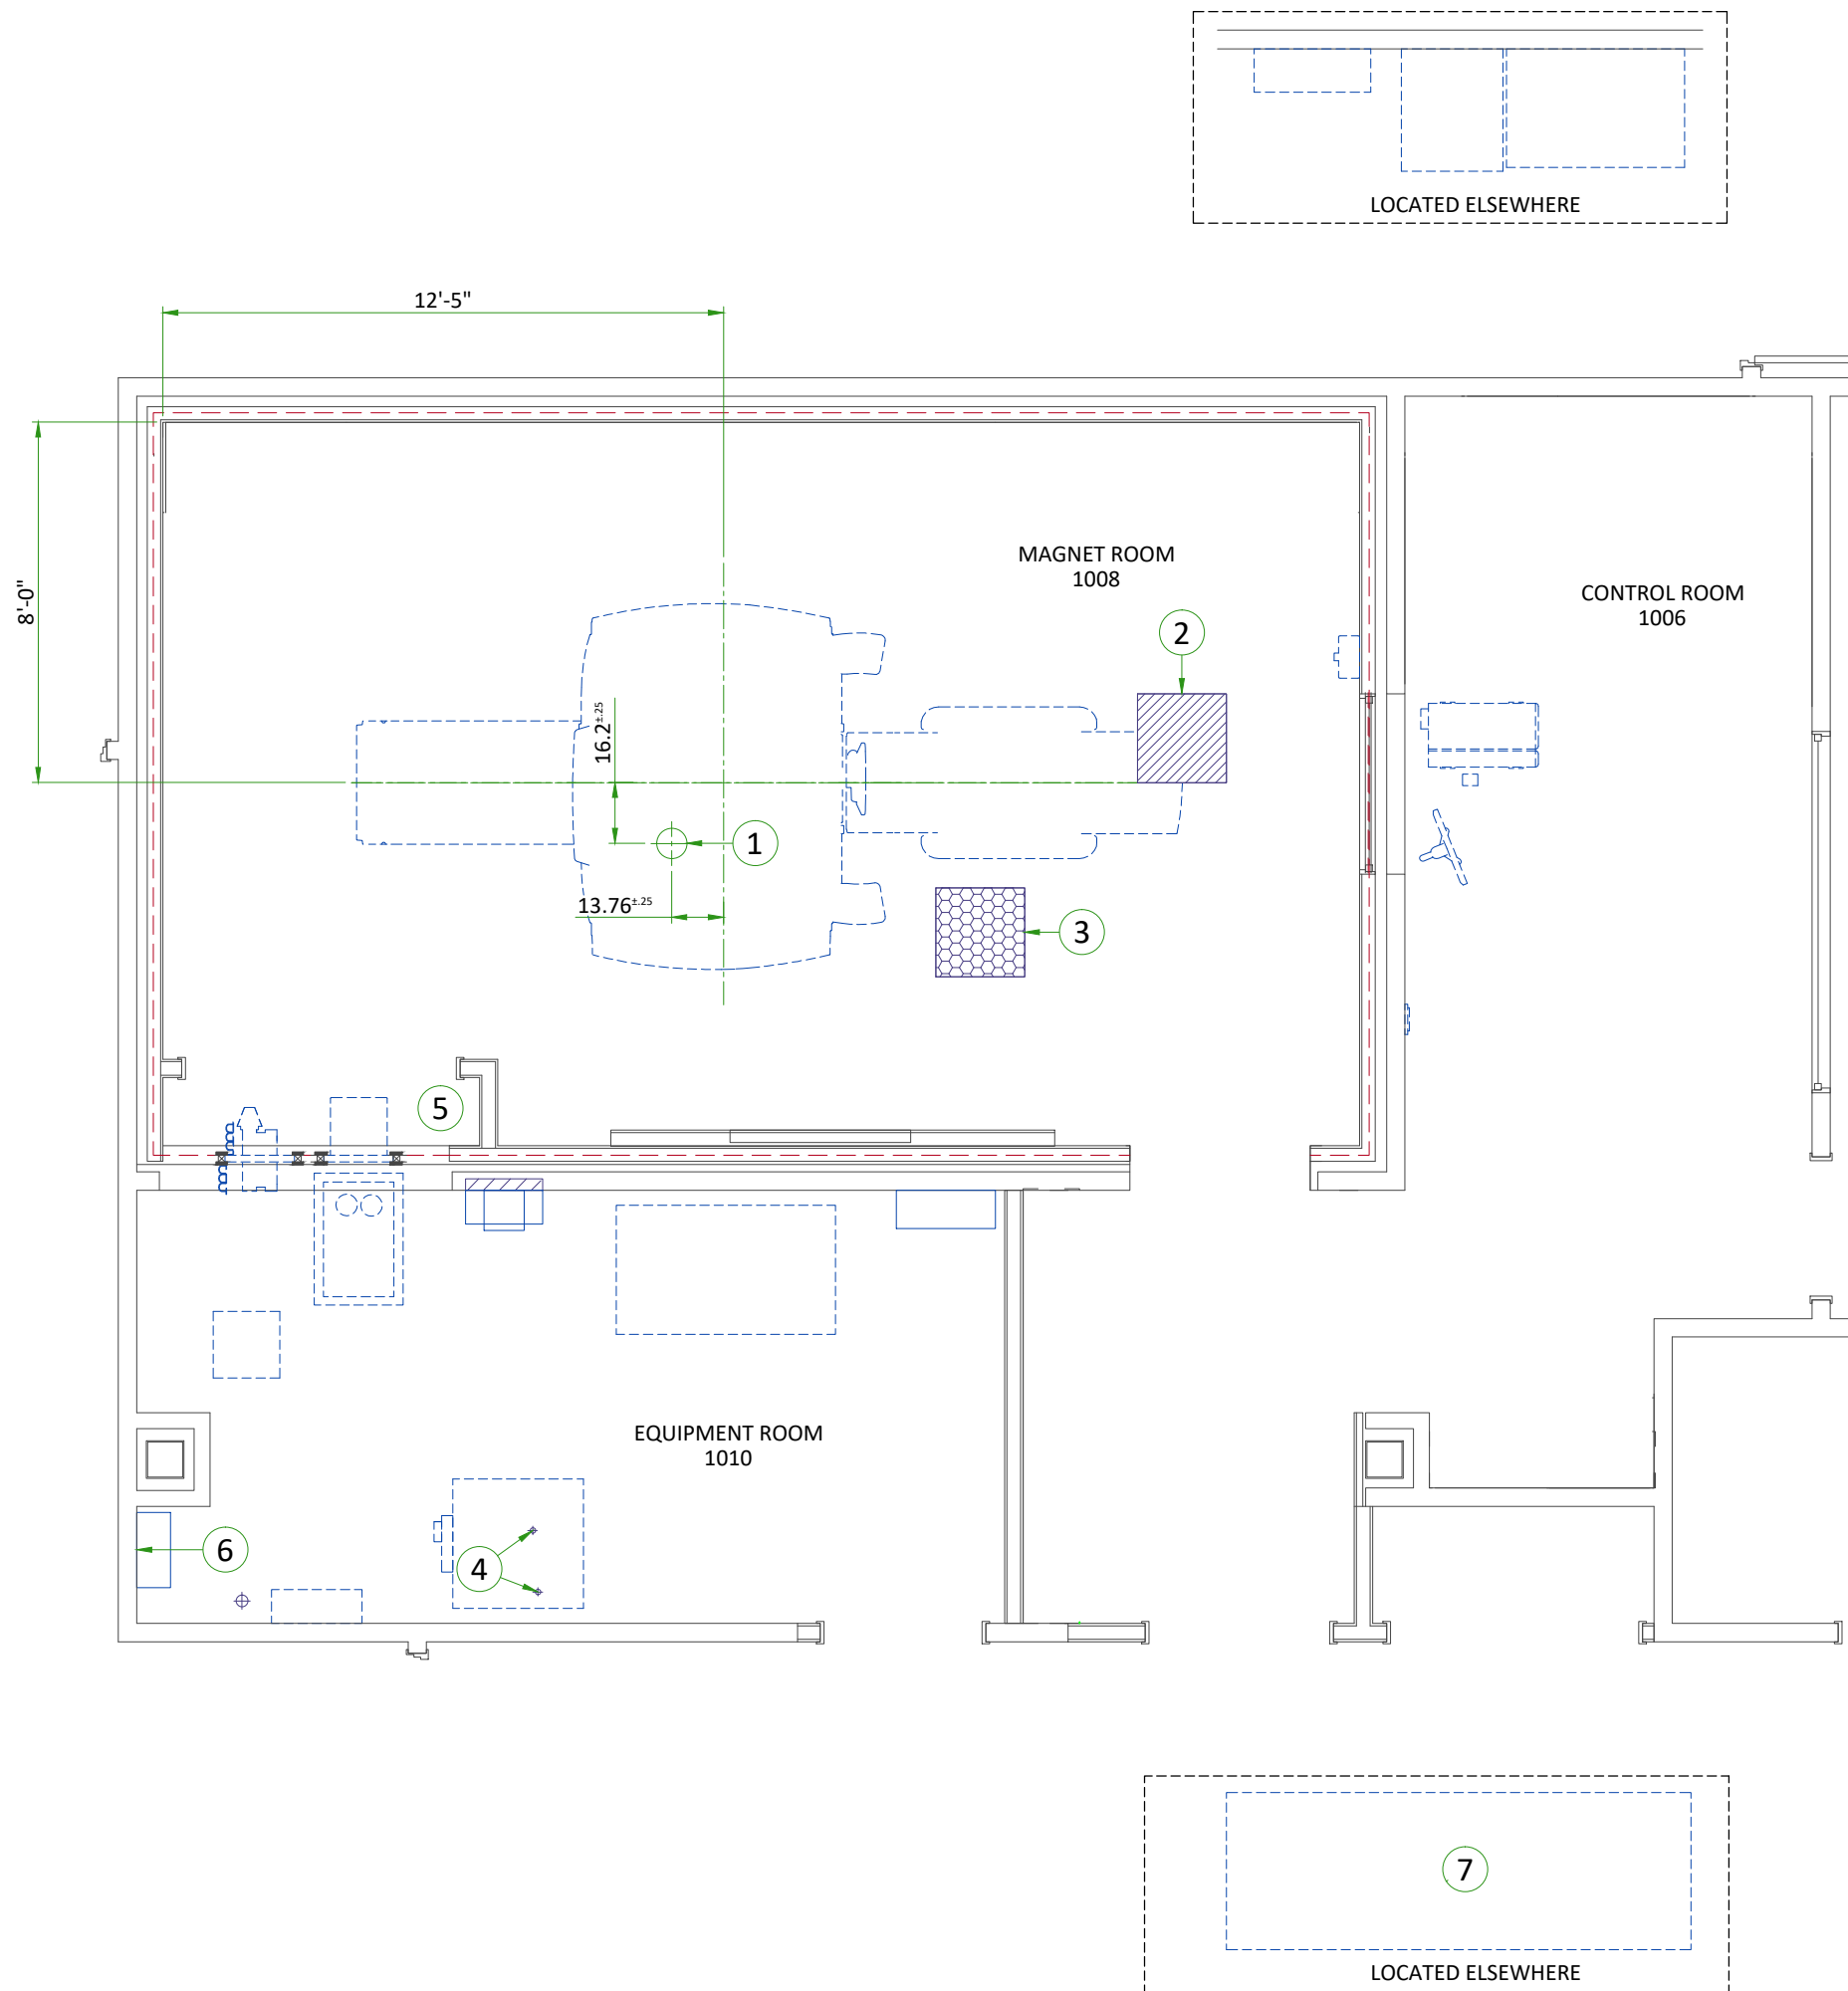 LOCATED ELSEWHERE
12'-5"
8'-0"
MAGNET ROOM
1008
CONTROL ROOM
1006
2
16.2±.25
1
13.76±.25
3
5
EQUIPMENT ROOM
1010
6
4
7
LOCATED ELSEWHERE